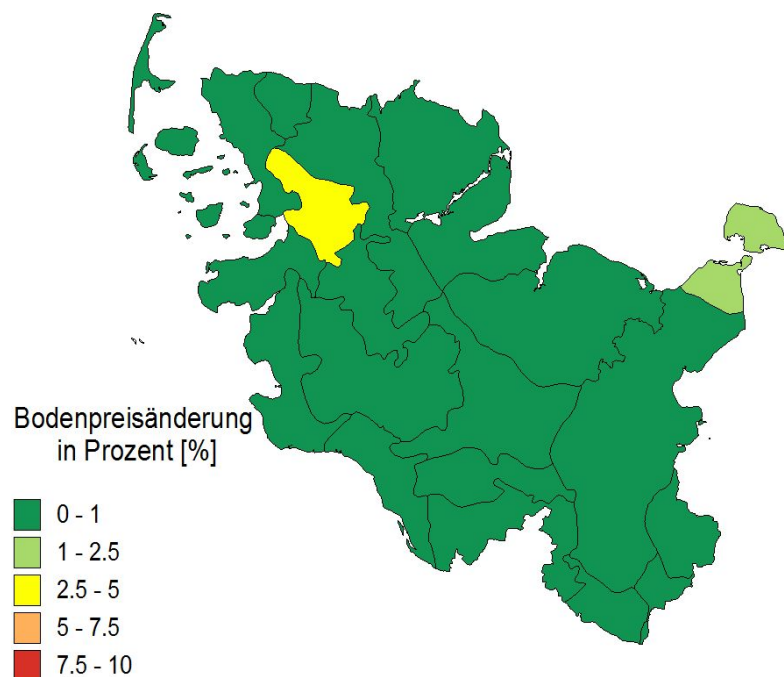 Bodenpreisänderung
in Prozent [%]
0 - 1
1 - 2.5
2.5 - 5
5 - 7.5
7.5 - 10